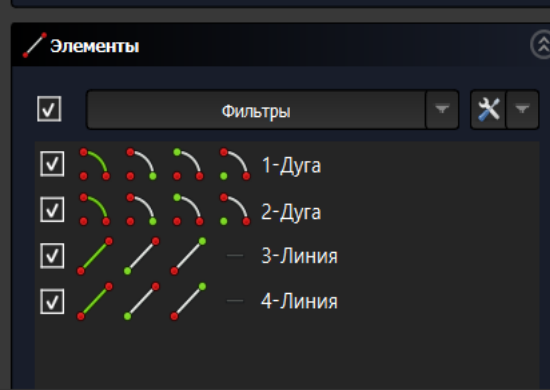 Элементы
Фильтры
1-Дуга
2-Дуга
3-Линия
4-Линия